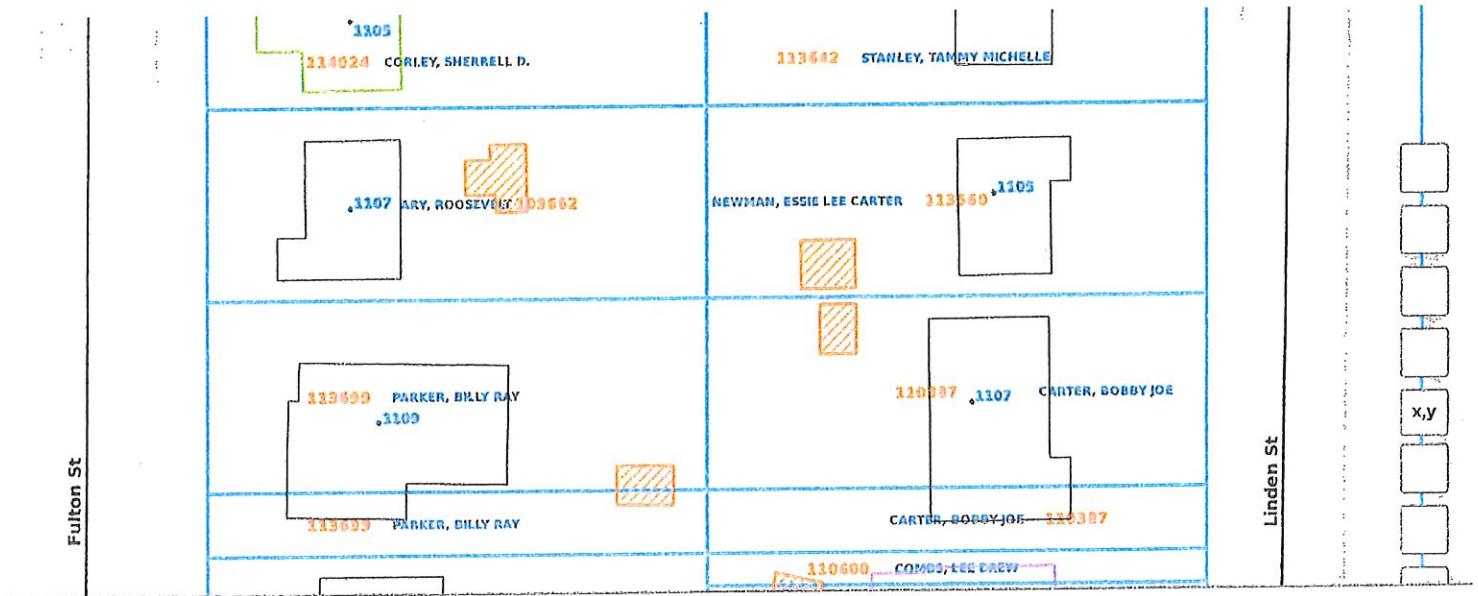 1105
114024 CORLEY, SHERRELL D.
113642 STANLEY, TAMMY MICHELLE
1107 ARY, ROOSEVELT 109662
NEWMAN, ESSIE LEE CARTER 113560 1105
113699 PARKER, BILLY RAY
1109
110387 1107 CARTER, BOBBY JOE
x,y
Fulton St
Linden St
113699 PARKER, BILLY RAY
CARTER, BOBBY JOE 110387
110600 COMBS, LEE DREW